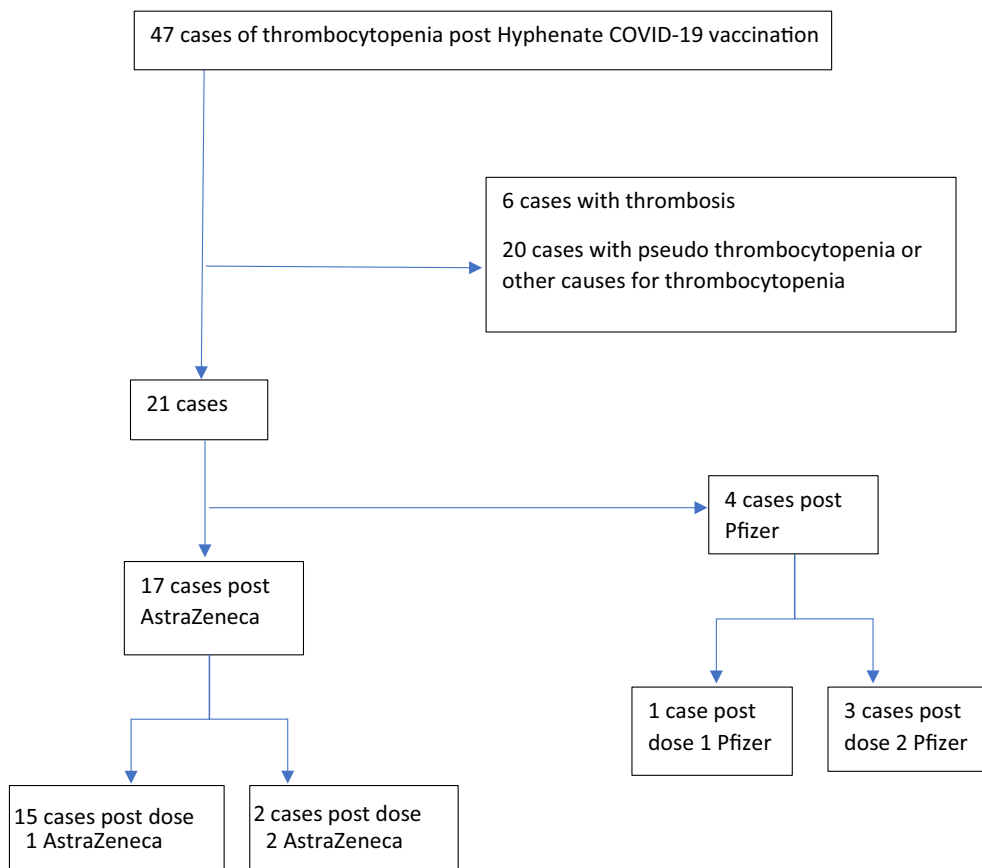 47 cases of thrombocytopenia post Hyphenate COVID-19 vaccination
6 cases with thrombosis
20 cases with pseudo thrombocytopenia or
other causes for thrombocytopenia
21 cases
4 cases post
Pfizer
17 cases post
AstraZeneca
1 case post
dose 1 Pfizer
3 cases post
dose 2 Pfizer
15 cases post dose
1 AstraZeneca
2 cases post dose
2 AstraZeneca